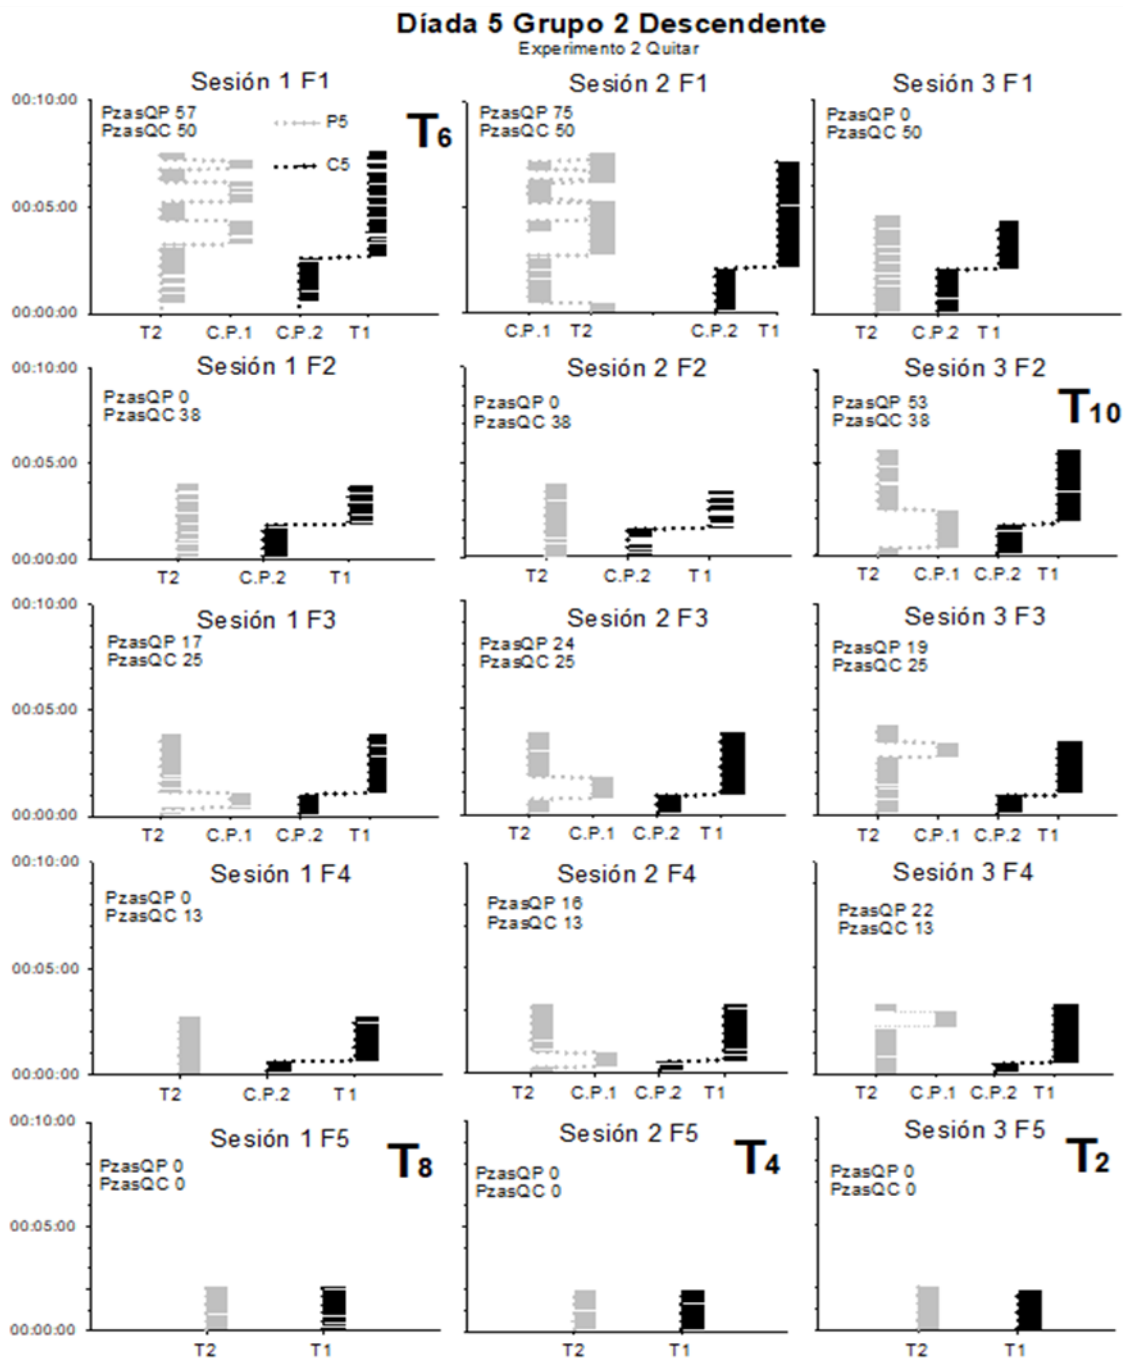 Díada 5 Grupo 2 Descendente
Experimento 2 Quitar
Sesión 1 F1
Sesión 2 F1
Sesión 3 F1
00:10:00
PzasQP 57
PzasQC 50
P5
C5
T6
PzasQP 75
PzasQC 50
PzasQP 0
PzasQC 50
00:05:00
00:00:00
T2 C.P.1 C.P.2 T1
C.P.1 T2 C.P.2 T1
T2 C.P.2 T1
Sesión 1 F2
Sesión 2 F2
Sesión 3 F2
00:10:00
PzasQP 0
PzasQC 38
PzasQP 0
PzasQC 38
PzasQP 53
PzasQC 38
T10
00:05:00
00:00:00
T2 C.P.2 T1
T2 C.P.2 T1
T2 C.P.1 C.P.2 T1
Sesión 1 F3
Sesión 2 F3
Sesión 3 F3
00:10:00
PzasQP 17
PzasQC 25
PzasQP 24
PzasQC 25
PzasQP 19
PzasQC 25
00:05:00
00:00:00
T2 C.P.1 C.P.2 T1
T2 C.P.1 C.P.2 T1
T2 C.P.1 C.P.2 T1
Sesión 1 F4
Sesión 2 F4
Sesión 3 F4
00:10:00
PzasQP 0
PzasQC 13
PzasQP 16
PzasQC 13
PzasQP 22
PzasQC 13
00:05:00
00:00:00
T2 C.P.2 T1
T2 C.P.1 C.P.2 T1
T2 C.P.1 C.P.2 T1
Sesión 1 F5
Sesión 2 F5
Sesión 3 F5
00:10:00
PzasQP 0
PzasQC 0
T8
PzasQP 0
PzasQC 0
T4
PzasQP 0
PzasQC 0
T2
00:05:00
00:00:00
T2 T1
T2 T1
T2 T1